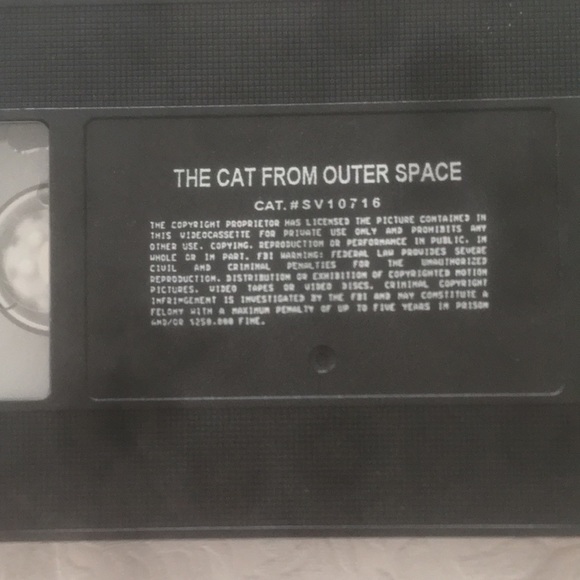 THE CAT FROM OUTER SPACE
CAT.#SV10716
THE COPYRIGHT PROPRIETOR HAS LICENSED THE PICTURE CONTAINED IN
THIS VIDEOCASSETTE FOR PRIVATE USE ONLY AND PROHIBITS ANY
OTHER USE. COPYING. REPRODUCTION OR PERFORMANCE IN PUBLIC. IN
WHOLE OR IN PART. FBI WARNING: FEDERAL LAW PROVIDES SEVERE
CIVIL AND CRIMINAL PENALTIES FOR THE UNAUTHORIZED
REPRODUCTION. DISTRIBUTION OR EXHIBITION OF COPYRIGHTED MOTION
PICTURES. VIDEO TAPES OR VIDEO DISCS. CRIMINAL COPYRIGHT
INFRINGEMENT IS INVESTIGATED BY THE FBI AND MAY CONSTITUTE A
FELONY WITH A MAXIMUM PENALTY OF UP TO FIVE YEARS IN PRISON
AND/OR $250.000 FINE.